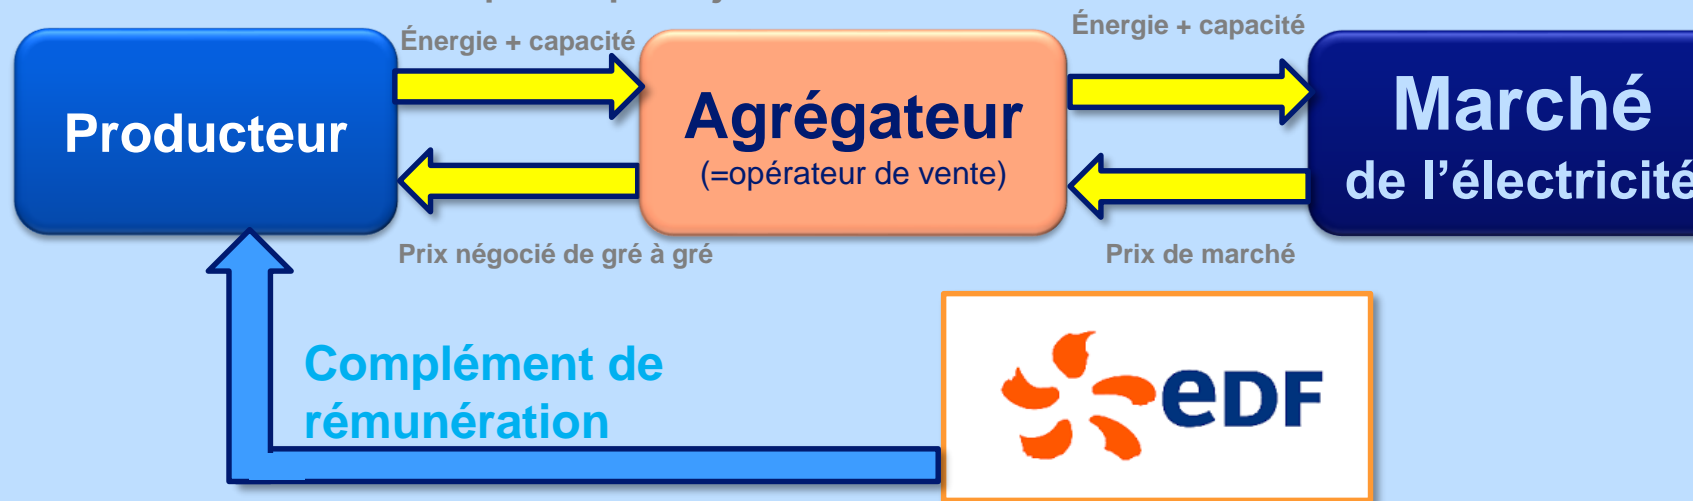 Énergie + capacité
Énergie + capacité
Producteur
Agrégateur
(=opérateur de vente)
Marché
de l’électricité
Prix négocié de gré à gré
Prix de marché
Complément de
rémunération
eDF